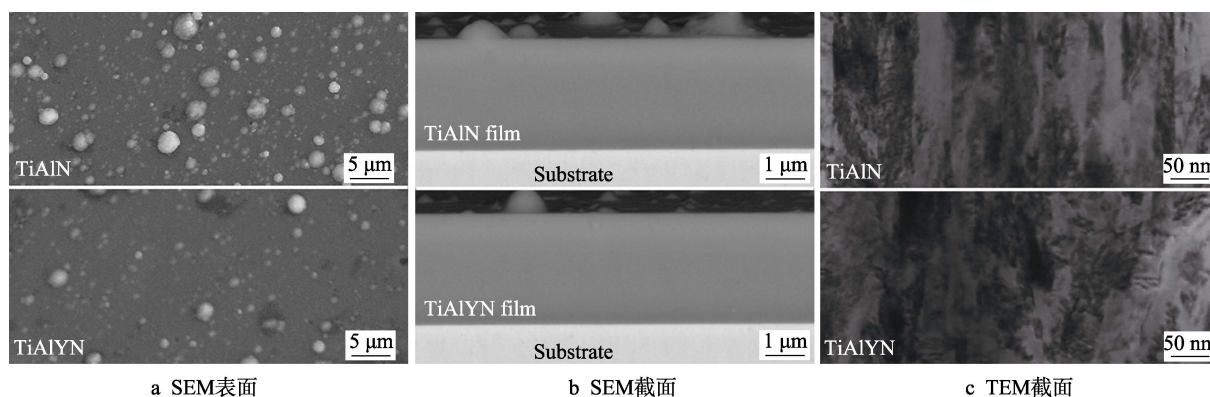 TiAlN
5 μm
TiAlN film
Substrate
1 μm
TiAlN
50 nm
TiAlYN
5 μm
TiAlYN film
Substrate
1 μm
TiAlYN
50 nm
a SEM表面
b SEM截面
c TEM截面